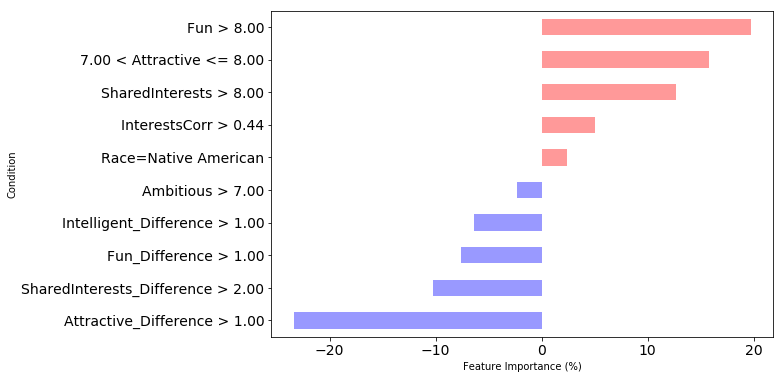 Fun > 8.00
7.00 < Attractive <= 8.00
SharedInterests > 8.00
InterestsCorr > 0.44
Race=Native American
Ambitious > 7.00
Intelligent_Difference > 1.00
Fun_Difference > 1.00
SharedInterests_Difference > 2.00
Attractive_Difference > 1.00
Condition
−20 −10 0 10 20
Feature Importance (%)